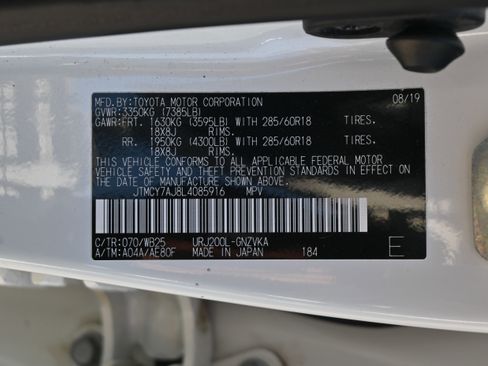 MFD.BY:TOYOTA MOTOR CORPORATION 08/19
GVWR:3350KG (7385LB)
GAWR:FRT. 1630KG (3595LB) WITH 285/60R18 TIRES.
18X8J RIMS.
RR. 1950KG (4300LB) WITH 285/60R18 TIRES.
18X8J RIMS.
THIS VEHICLE CONFORMS TO ALL APPLICABLE FEDERAL MOTOR
VEHICLE SAFETY AND THEFT PREVENTION STANDARDS IN EFFECT ON THE
DATE OF MANUFACTURE SHOWN ABOVE.
JTMCY7AJ8L4085916 MPV
C/TR:070/WB25 URJ200L-GNZVKA
A/TM:A04A/AE80F MADE IN JAPAN 184 E